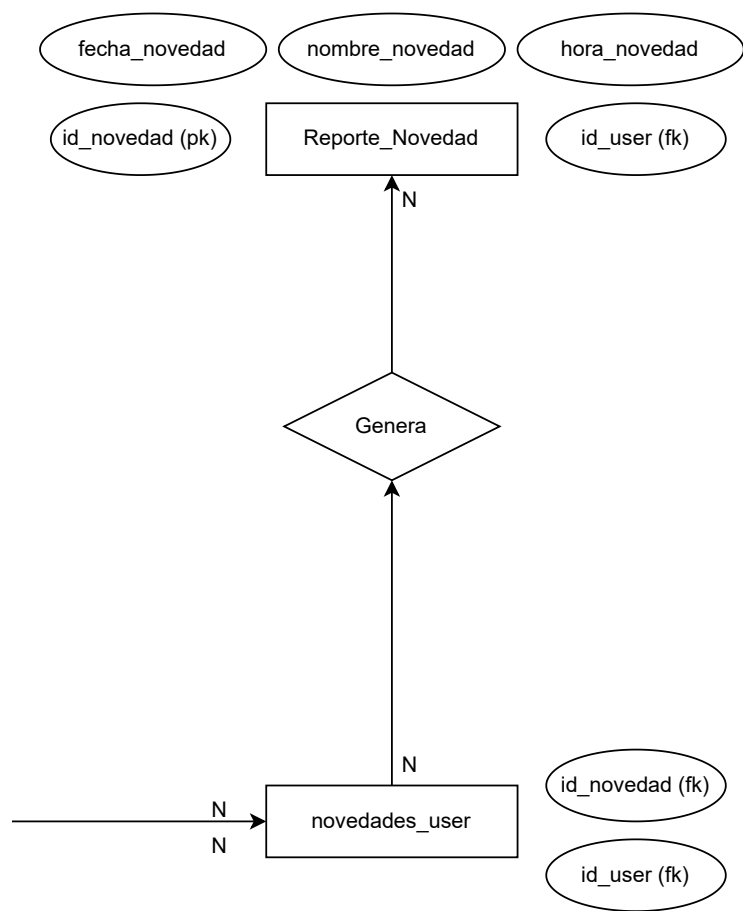 fecha_novedad
nombre_novedad
hora_novedad
id_novedad (pk)
Reporte_Novedad
id_user (fk)
N
Genera
N
id_novedad (fk)
N
novedades_user
N
id_user (fk)